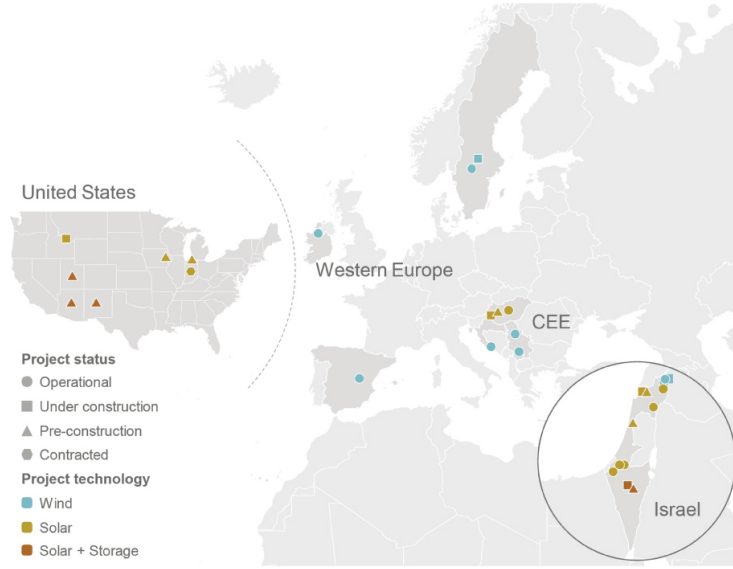 United States
Western Europe
CEE
Project status
Operational
Under construction
Pre-construction
Contracted
Project technology
Wind
Solar
Solar + Storage
Israel